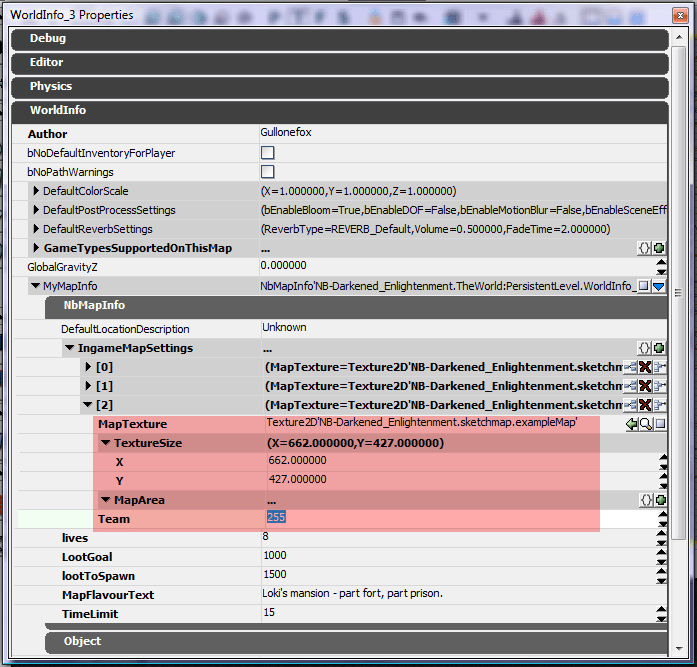 WorldInfo_3 Properties
Debug
Editor
Physics
WorldInfo
Author Gullonefox
bNoDefaultInventoryForPlayer
bNoPathWarnings
DefaultColorScale (X=1.000000,Y=1.000000,Z=1.000000)
DefaultPostProcessSettings (bEnableBloom=True,bEnableDOF=False,bEnableMotionBlur=False,bEnableSceneEff
DefaultReverbSettings (ReverbType=REVERB_Default,Volume=0.500000,FadeTime=2.000000)
GameTypesSupportedOnThisMap ...
GlobalGravityZ 0.000000
MyMapInfo NbMapInfo'NB-Darkened_Enlightenment.TheWorld:PersistentLevel.WorldInfo_
NbMapInfo
DefaultLocationDescription Unknown
IngameMapSettings ...
[0] (MapTexture=Texture2D'NB-Darkened_Enlightenment.sketchm
[1] (MapTexture=Texture2D'NB-Darkened_Enlightenment.sketchm
[2] (MapTexture=Texture2D'NB-Darkened_Enlightenment.sketchm
MapTexture Texture2D'NB-Darkened_Enlightenment.sketchmap.exampleMap'
TextureSize (X=662.000000,Y=427.000000)
X 662.000000
Y 427.000000
MapArea ...
Team 255
lives 8
LootGoal 1000
lootToSpawn 1500
MapFlavourText Loki's mansion - part fort, part prison.
TimeLimit 15
Object